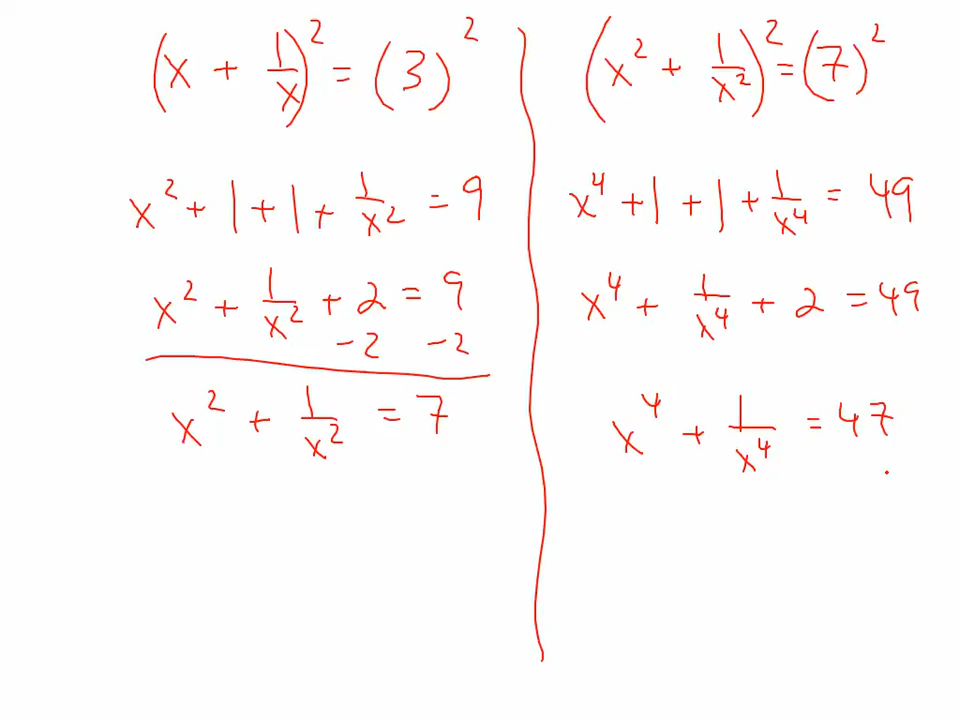 (x + 1/x)² = (3)²
x² + 1 + 1 + 1/x² = 9
x² + 1/x² + 2 = 9
-2 -2
x² + 1/x² = 7
(x² + 1/x²)² = (7)²
x⁴ + 1 + 1 + 1/x⁴ = 49
x⁴ + 1/x⁴ + 2 = 49
x⁴ + 1/x⁴ = 47